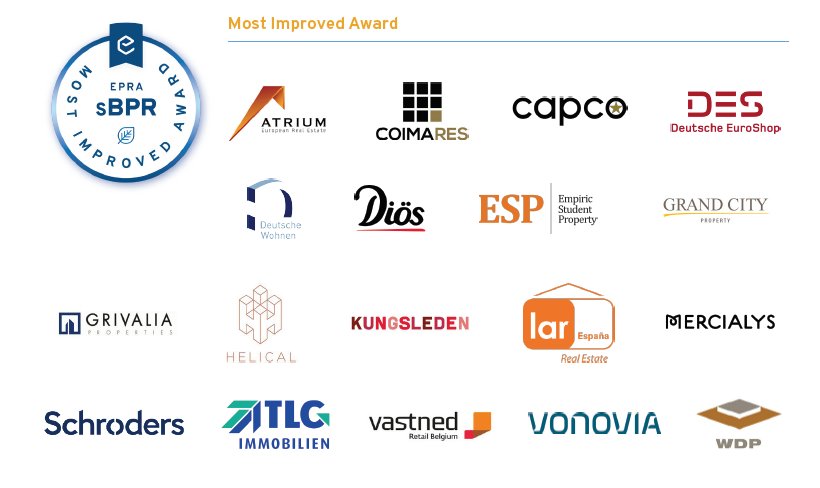 Most Improved Award
EPRA
sBPR
MOST IMPROVED AWARD
ATRIUM
European Real Estate
COIMARES
capco
DES
Deutsche EuroShop
Deutsche
Wohnen
Diös
ESP
Empiric
Student
Property
GRAND CITY
PROPERTY
GRIVALIA
PROPERTIES
HELICAL
KUNGSLEDEN
lar
España
Real Estate
MERCIALYS
Schroders
TLG
IMMOBILIEN
vastned
Retail Belgium
VONOVIA
WDP